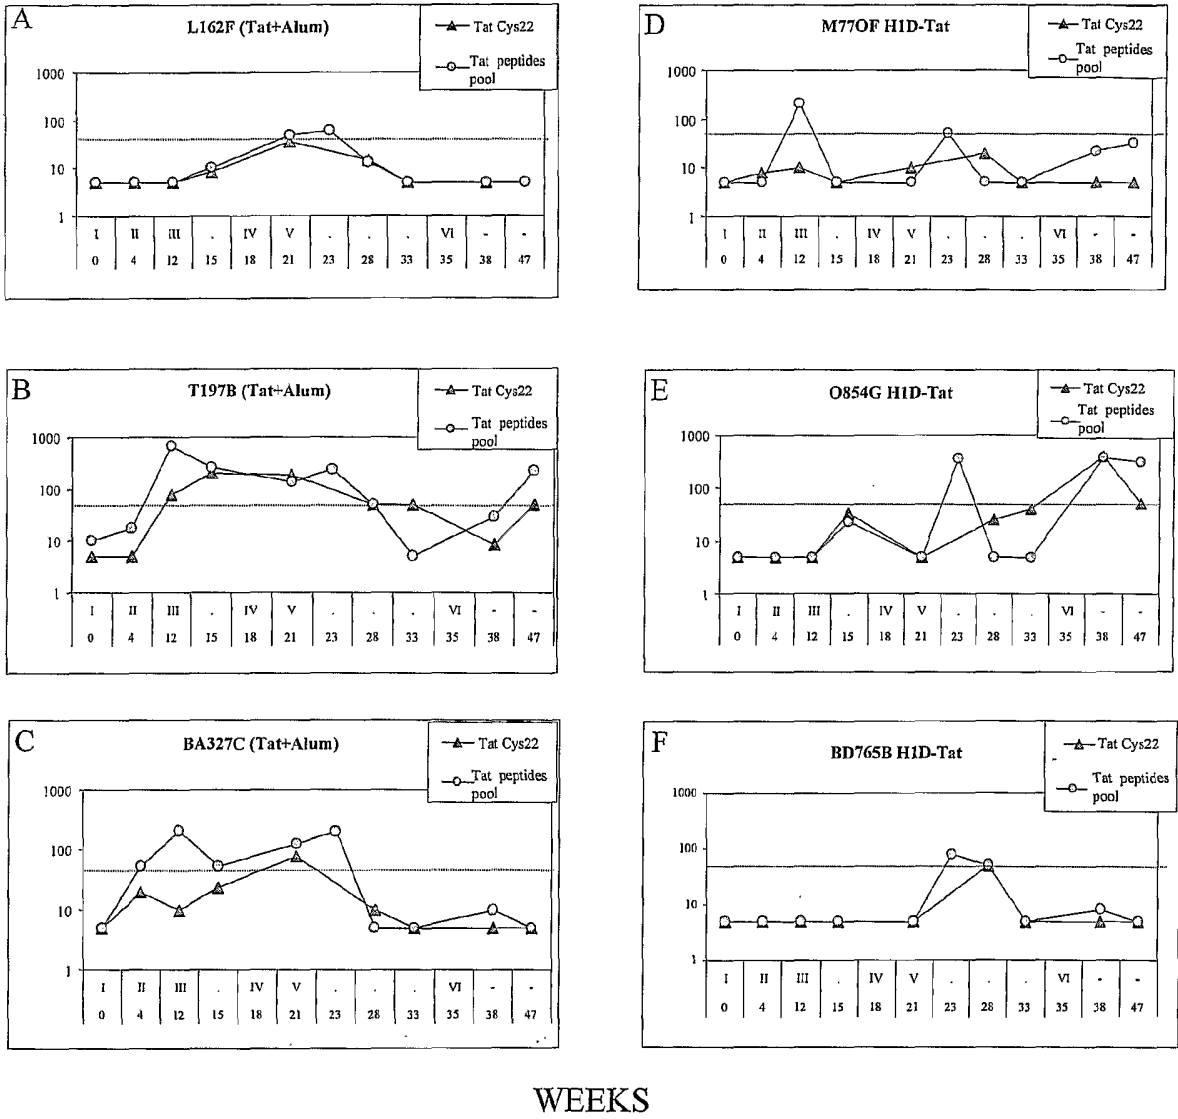 A
L162F (Tat+Alum)
Tat Cys22
Tat peptides
pool
1000
100
10
1
I II III . IV V . . . VI - -
0 4 12 15 18 21 23 28 33 35 38 47
D
M77OF H1D-Tat
Tat Cys22
Tat peptides
pool
1000
100
10
1
I II III . IV V . . . VI - -
0 4 12 15 18 21 23 28 33 35 38 47
B
T197B (Tat+Alum)
Tat Cys22
Tat peptides
pool
1000
100
10
1
I II III . IV V . . . VI - -
0 4 12 15 18 21 23 28 33 35 38 47
E
O854G H1D-Tat
Tat Cys22
Tat peptides
pool
1000
100
10
1
I II III . IV V . . . VI - -
0 4 12 15 18 21 23 28 33 35 38 47
C
BA327C (Tat+Alum)
Tat Cys22
Tat peptides
pool
1000
100
10
1
I II III . IV V . . . VI - -
0 4 12 15 18 21 23 28 33 35 38 47
F
BD765B H1D-Tat
Tat Cys22
Tat peptides
pool
1000
100
10
1
I II III . IV V . . . VI - -
0 4 12 15 18 21 23 28 33 35 38 47
WEEKS